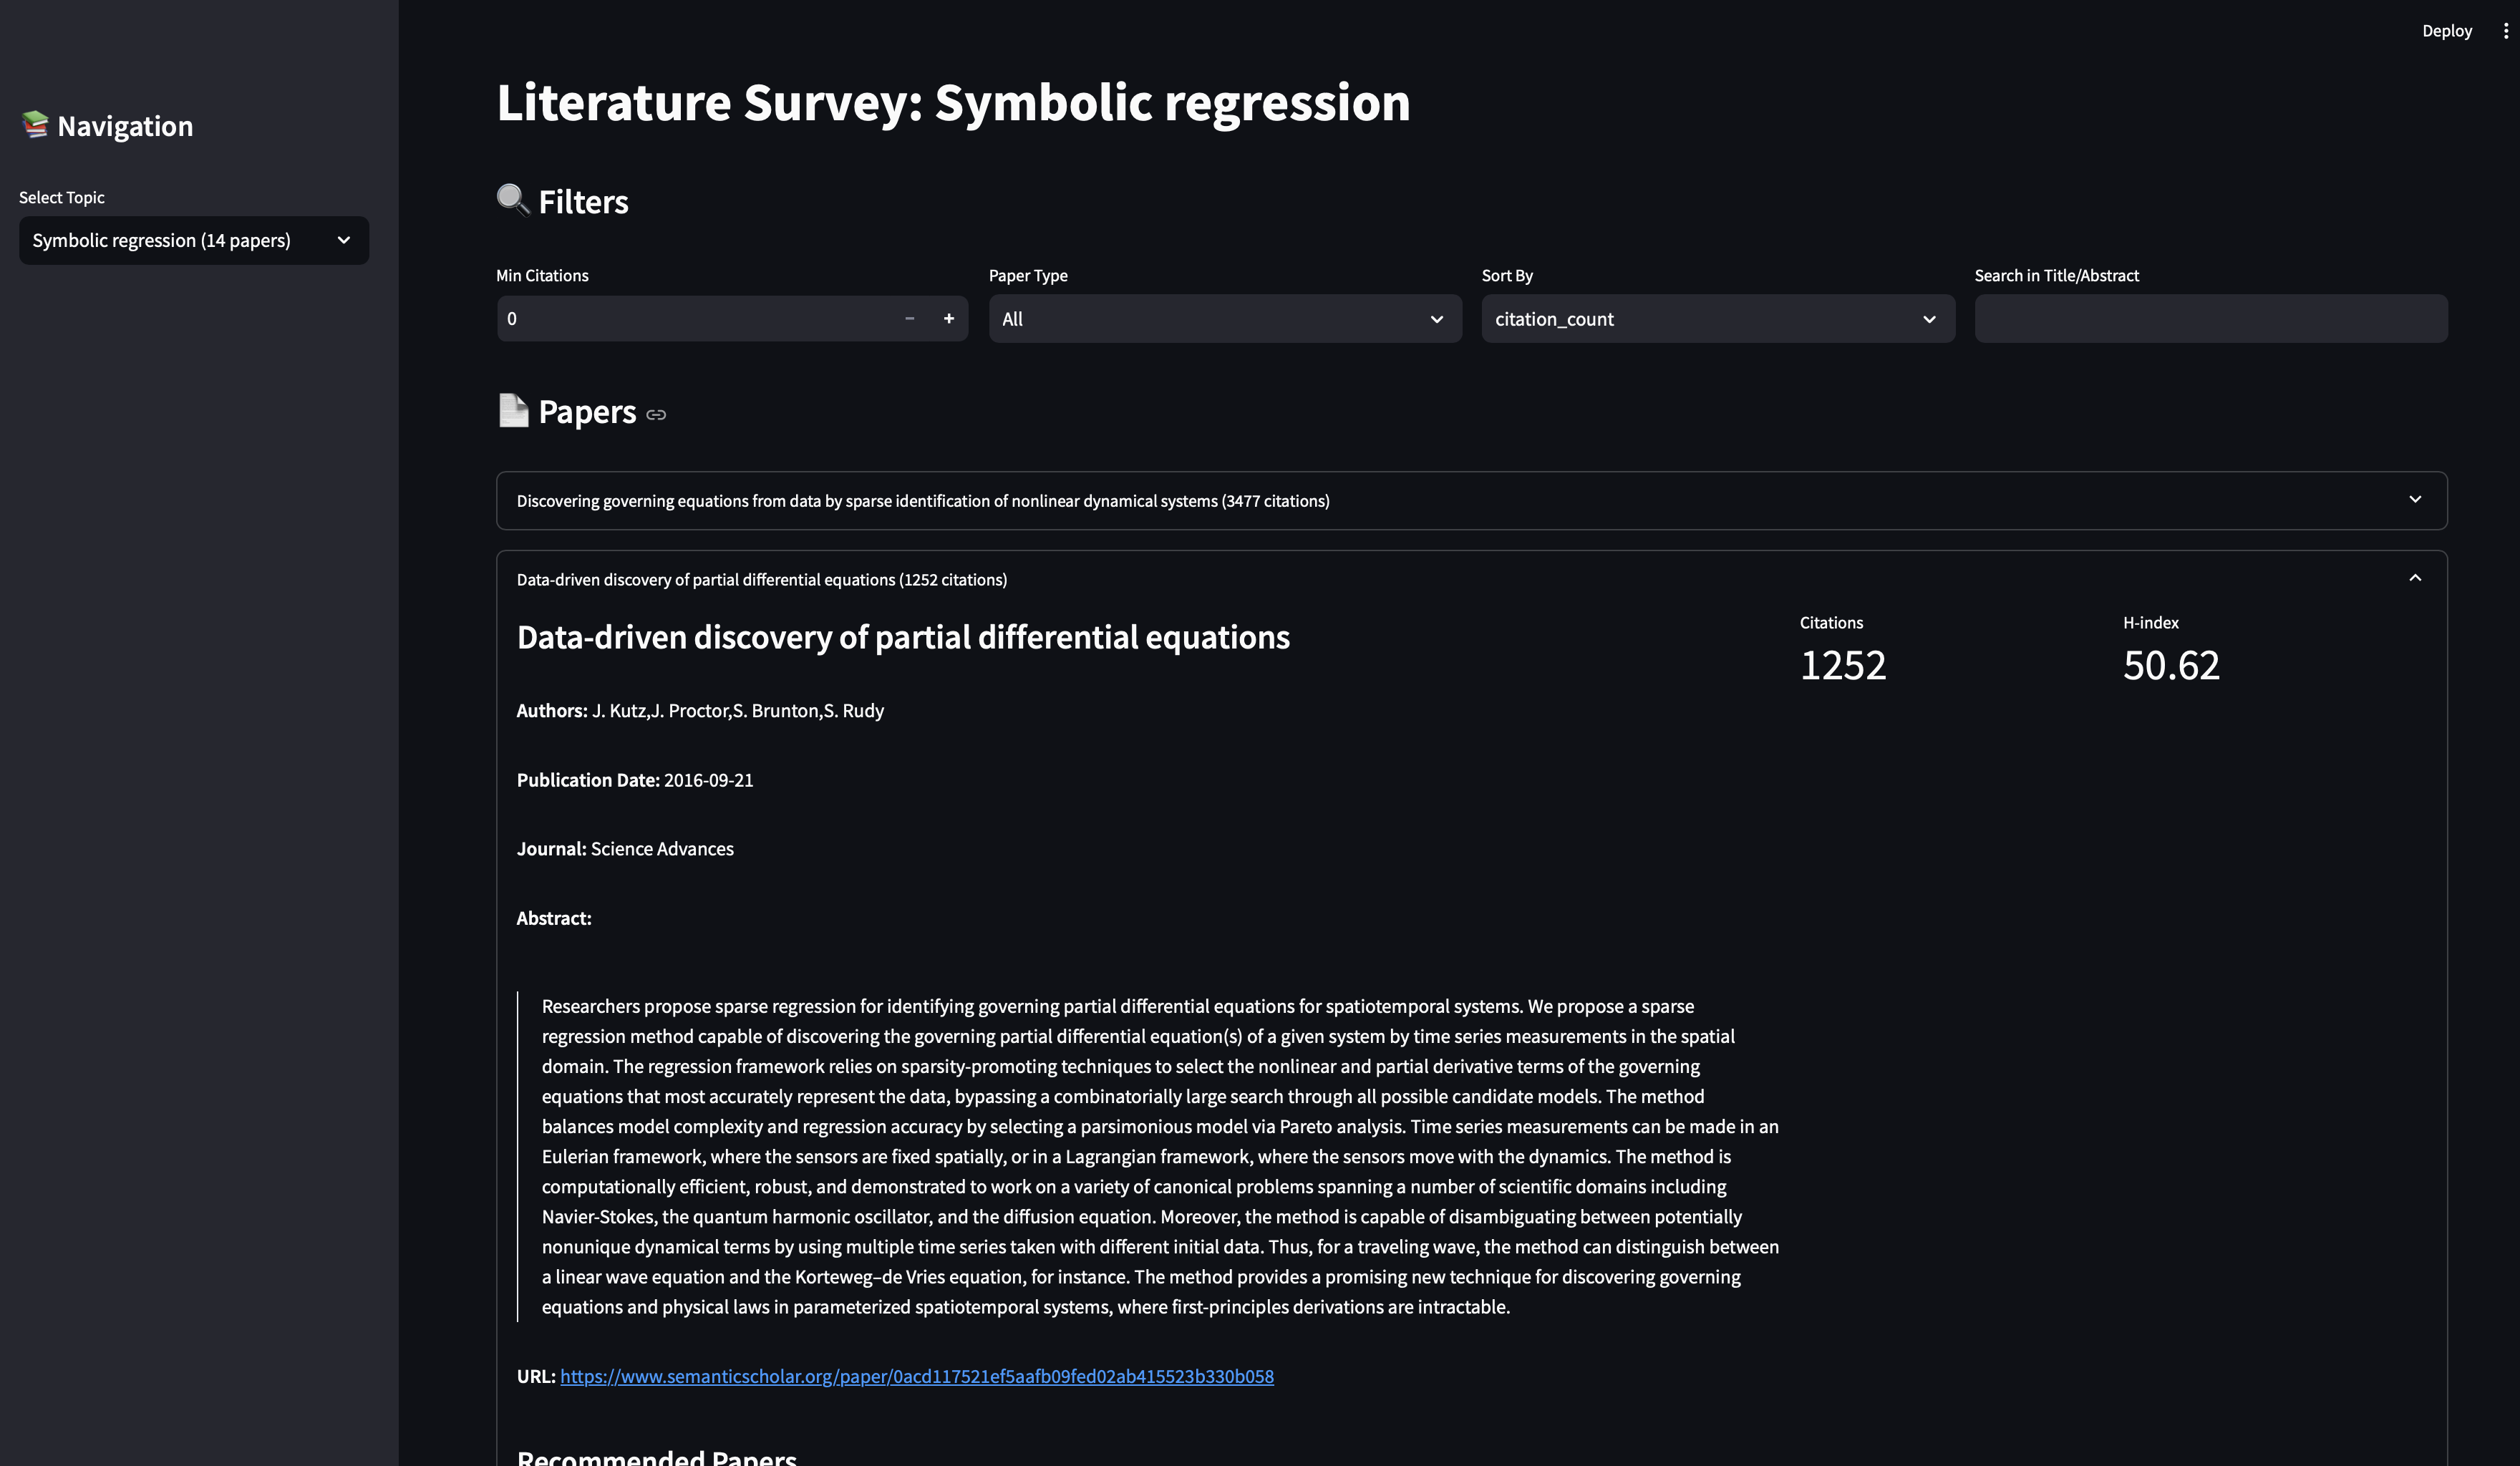 Deploy
Navigation
Select Topic
Symbolic regression (14 papers)
Literature Survey: Symbolic regression
Filters
Min Citations
0
Paper Type
All
Sort By
citation_count
Search in Title/Abstract
Papers
Discovering governing equations from data by sparse identification of nonlinear dynamical systems (3477 citations)
Data-driven discovery of partial differential equations (1252 citations)
Data-driven discovery of partial differential equations
Citations
1252
H-index
50.62
Authors: J. Kutz,J. Proctor,S. Brunton,S. Rudy
Publication Date: 2016-09-21
Journal: Science Advances
Abstract:
Researchers propose sparse regression for identifying governing partial differential equations for spatiotemporal systems. We propose a sparse
regression method capable of discovering the governing partial differential equation(s) of a given system by time series measurements in the spatial
domain. The regression framework relies on sparsity-promoting techniques to select the nonlinear and partial derivative terms of the governing
equations that most accurately represent the data, bypassing a combinatorially large search through all possible candidate models. The method
balances model complexity and regression accuracy by selecting a parsimonious model via Pareto analysis. Time series measurements can be made in an
Eulerian framework, where the sensors are fixed spatially, or in a Lagrangian framework, where the sensors move with the dynamics. The method is
computationally efficient, robust, and demonstrated to work on a variety of canonical problems spanning a number of scientific domains including
Navier-Stokes, the quantum harmonic oscillator, and the diffusion equation. Moreover, the method is capable of disambiguating between potentially
nonunique dynamical terms by using multiple time series taken with different initial data. Thus, for a traveling wave, the method can distinguish between
a linear wave equation and the Korteweg–de Vries equation, for instance. The method provides a promising new technique for discovering governing
equations and physical laws in parameterized spatiotemporal systems, where first-principles derivations are intractable.
URL: https://www.semanticscholar.org/paper/0acd117521ef5aafb09fed02ab415523b330b058
Recommended Papers